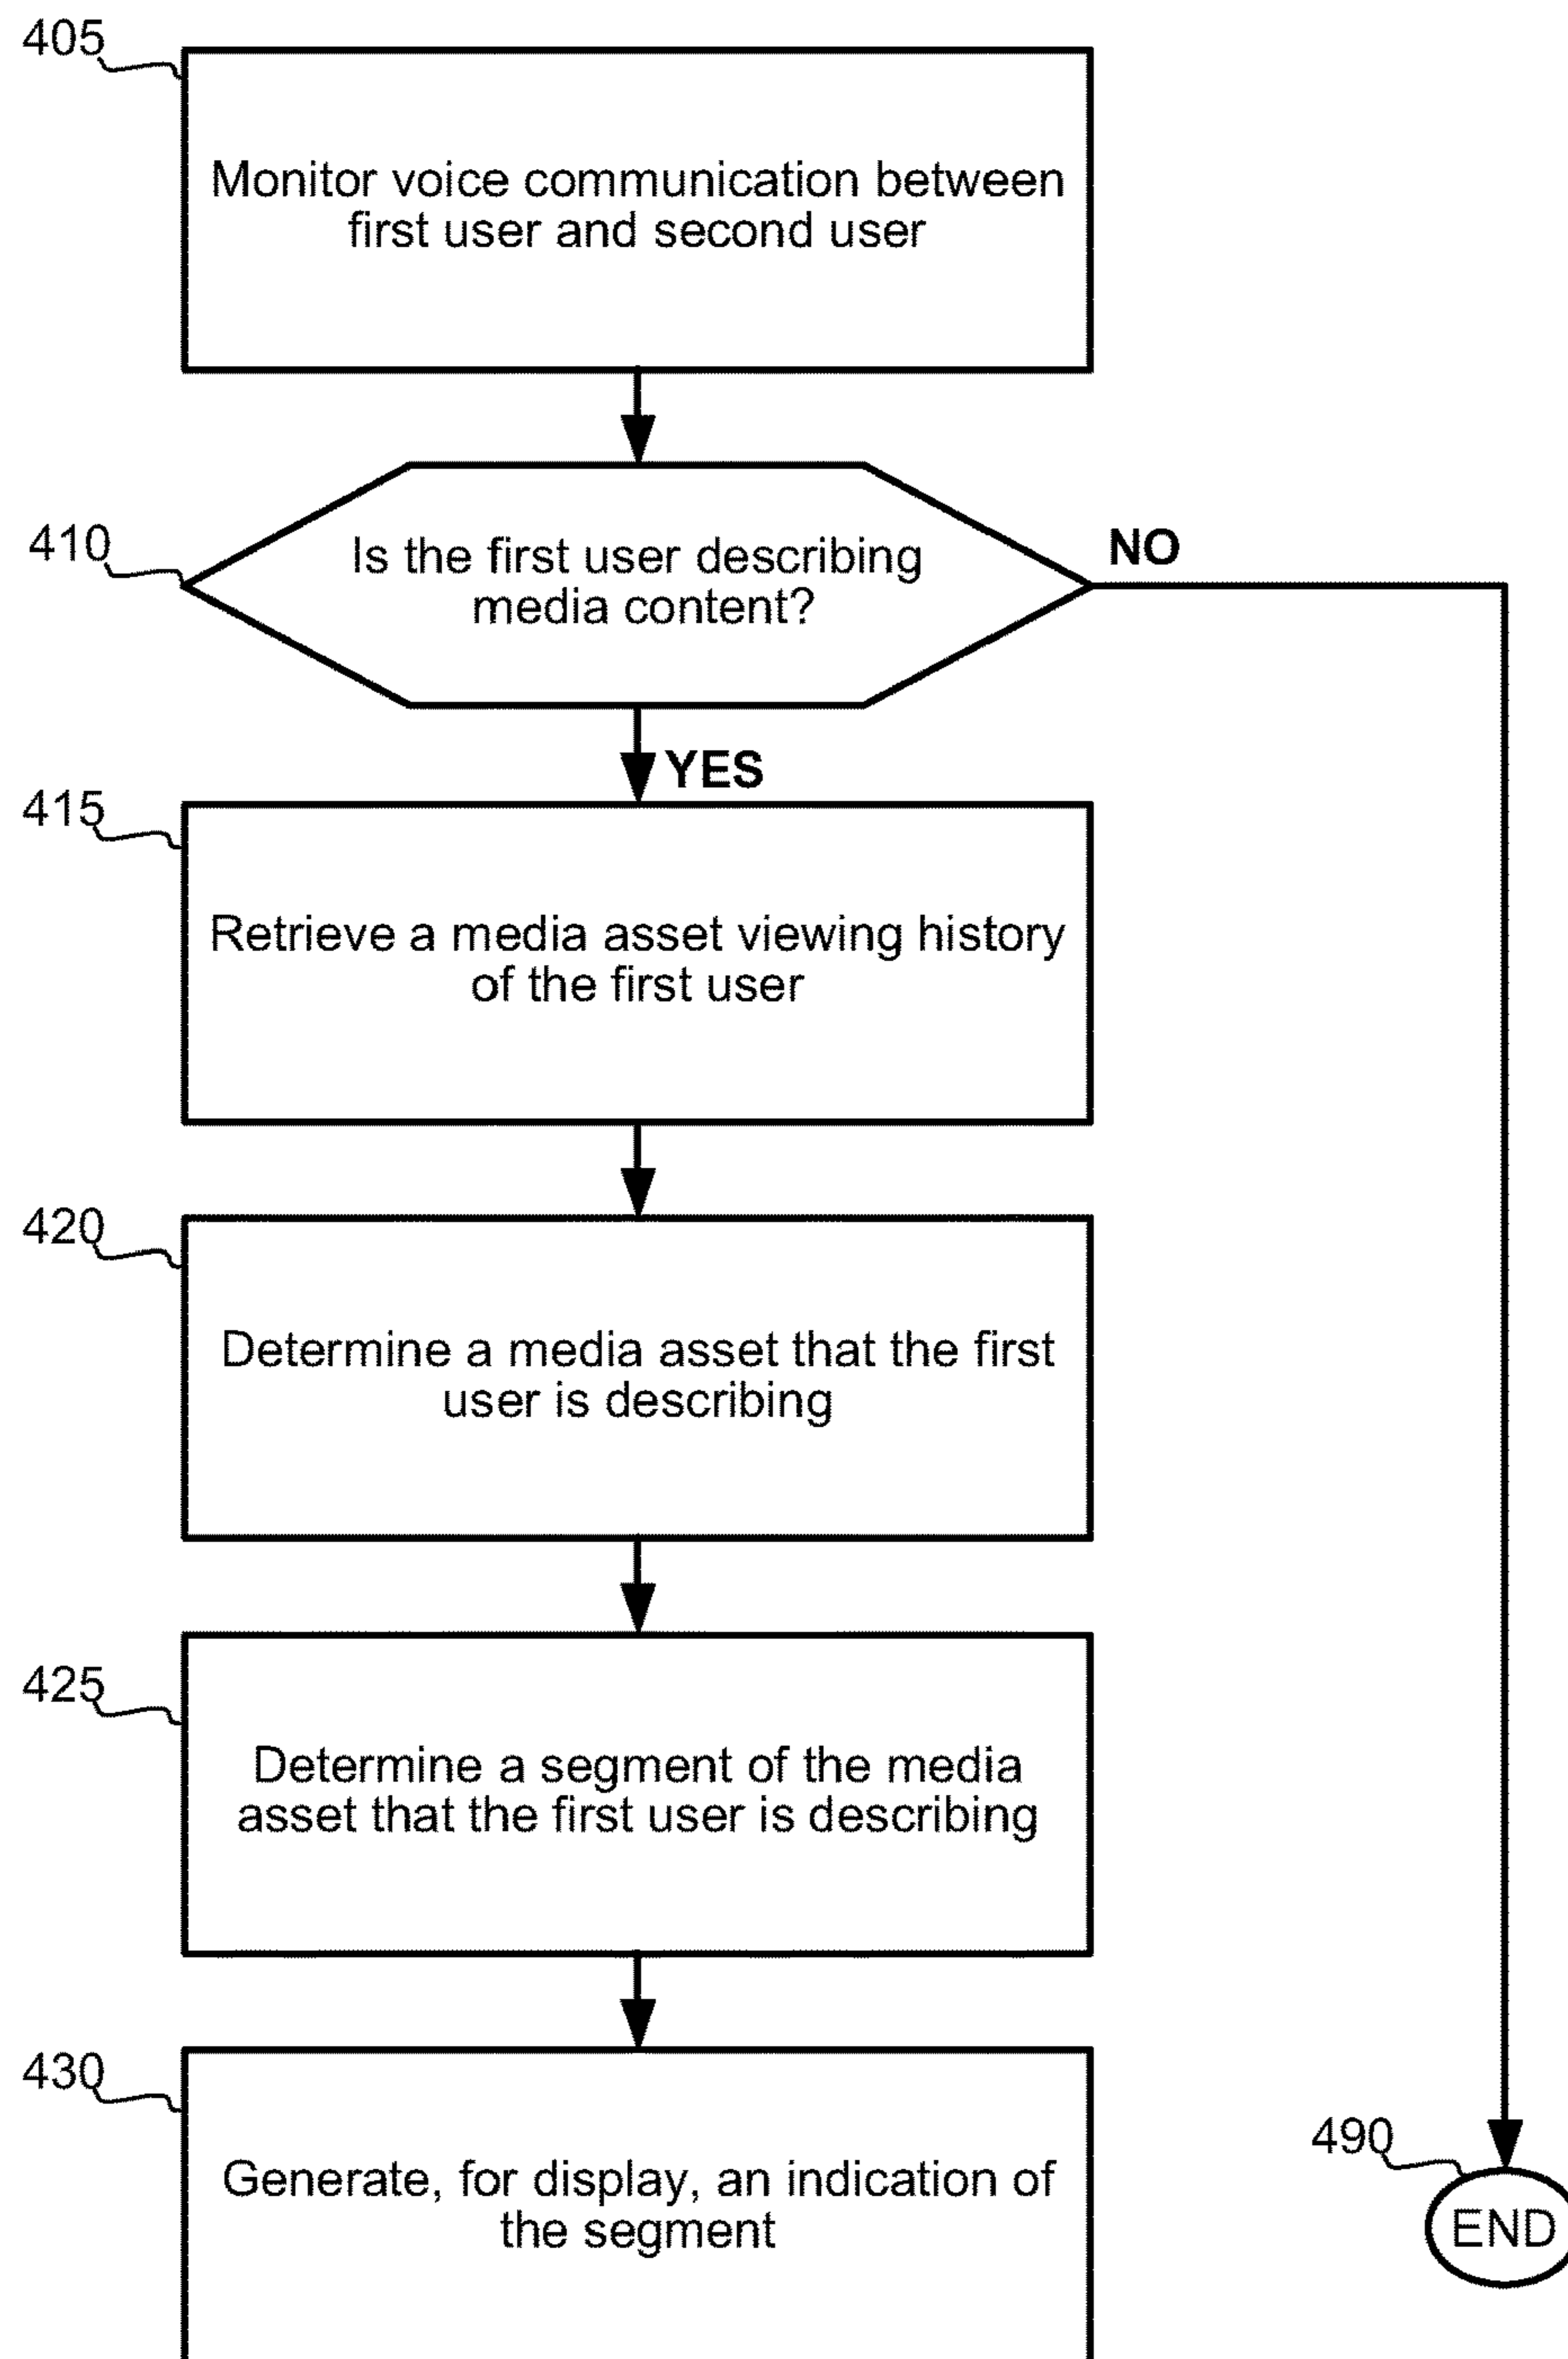 405
Monitor voice communication between
first user and second user
410
Is the first user describing
media content?
NO
YES
415
Retrieve a media asset viewing history
of the first user
420
Determine a media asset that the first
user is describing
425
Determine a segment of the media
asset that the first user is describing
430
Generate, for display, an indication of
the segment
490
END